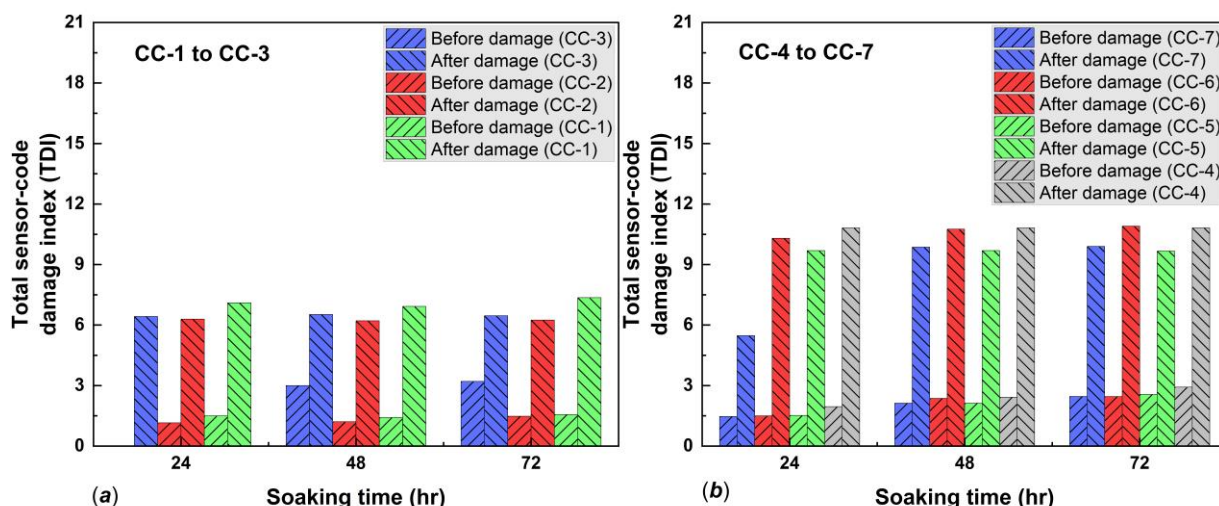 21
18
15
12
9
6
3
0
Total sensor-code
damage index (TDI)
CC-1 to CC-3
Before damage (CC-3)
After damage (CC-3)
Before damage (CC-2)
After damage (CC-2)
Before damage (CC-1)
After damage (CC-1)
24
48
72
(a)
Soaking time (hr)
21
18
15
12
9
6
3
0
Total sensor-code
damage index (TDI)
CC-4 to CC-7
Before damage (CC-7)
After damage (CC-7)
Before damage (CC-6)
After damage (CC-6)
Before damage (CC-5)
After damage (CC-5)
Before damage (CC-4)
After damage (CC-4)
24
48
72
(b)
Soaking time (hr)